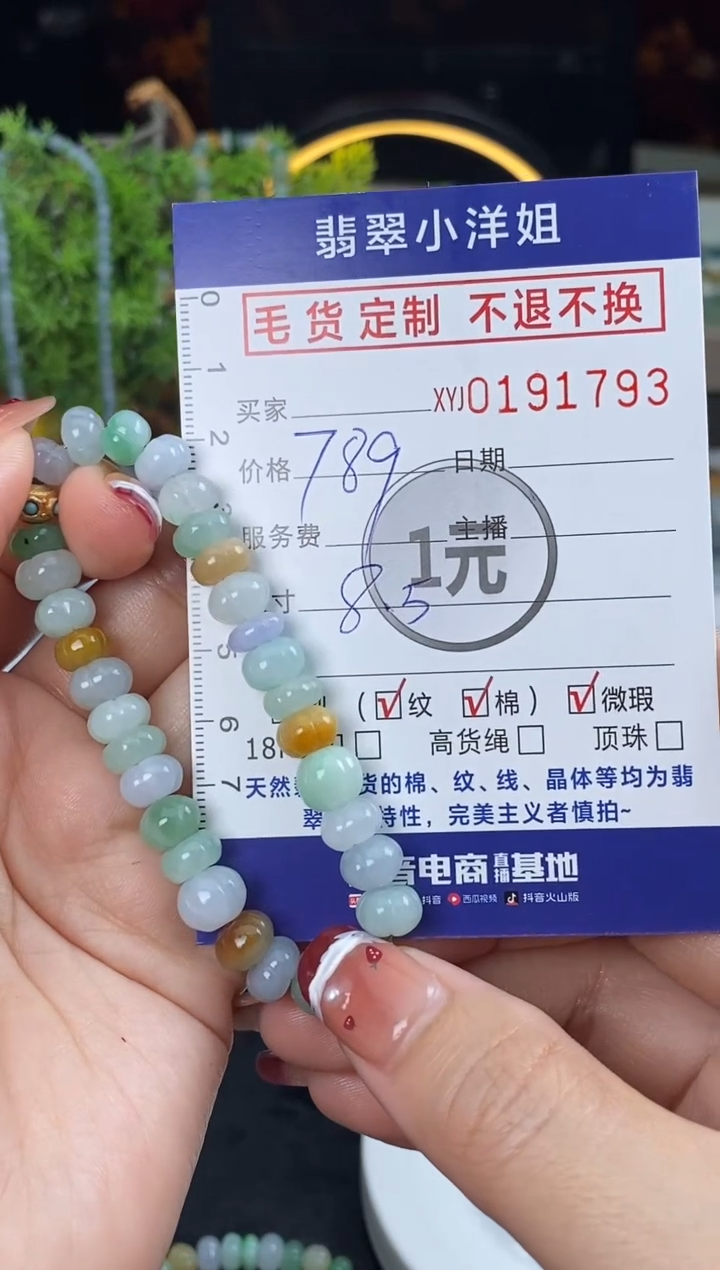 翡翠小洋姐
毛货定制 不退不换
买家 XYJ0191793
价格 789 日期
服务费 主播
1元
寸 8.5
(☑纹 ☑棉) ☑微瑕
18 □ 高货绳□ 顶珠□
天然 货的棉、纹、线、晶体等均为翡
翠 特性，完美主义者慎拍~
音电商直播基地
抖音 西瓜视频 抖音火山版
0
1
2
5
6
7